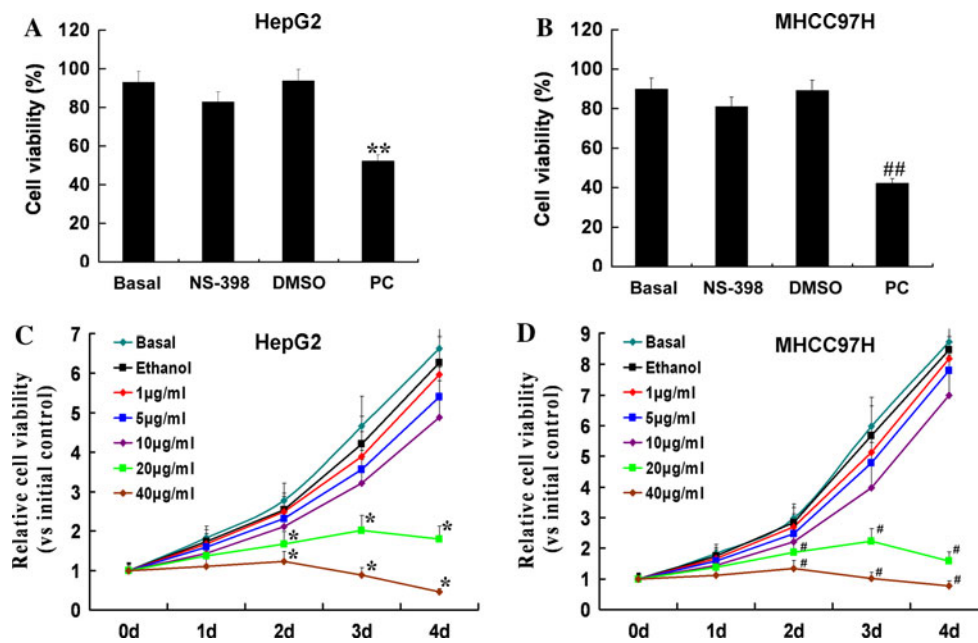 A
HepG2
Cell viability (%)
120
100
80
60
40
20
0
**
Basal NS-398 DMSO PC
B
MHCC97H
Cell viability (%)
120
100
80
60
40
20
0
##
Basal NS-398 DMSO PC
C
HepG2
Relative cell viability
(vs initial control)
7
6
5
4
3
2
1
0
Basal
Ethanol
1µg/ml
5µg/ml
10µg/ml
20µg/ml
40µg/ml
* * *
* * *
0d 1d 2d 3d 4d
D
MHCC97H
Relative cell viability
(vs initial control)
9
8
7
6
5
4
3
2
1
0
Basal
Ethanol
1µg/ml
5µg/ml
10µg/ml
20µg/ml
40µg/ml
# # #
# # #
0d 1d 2d 3d 4d